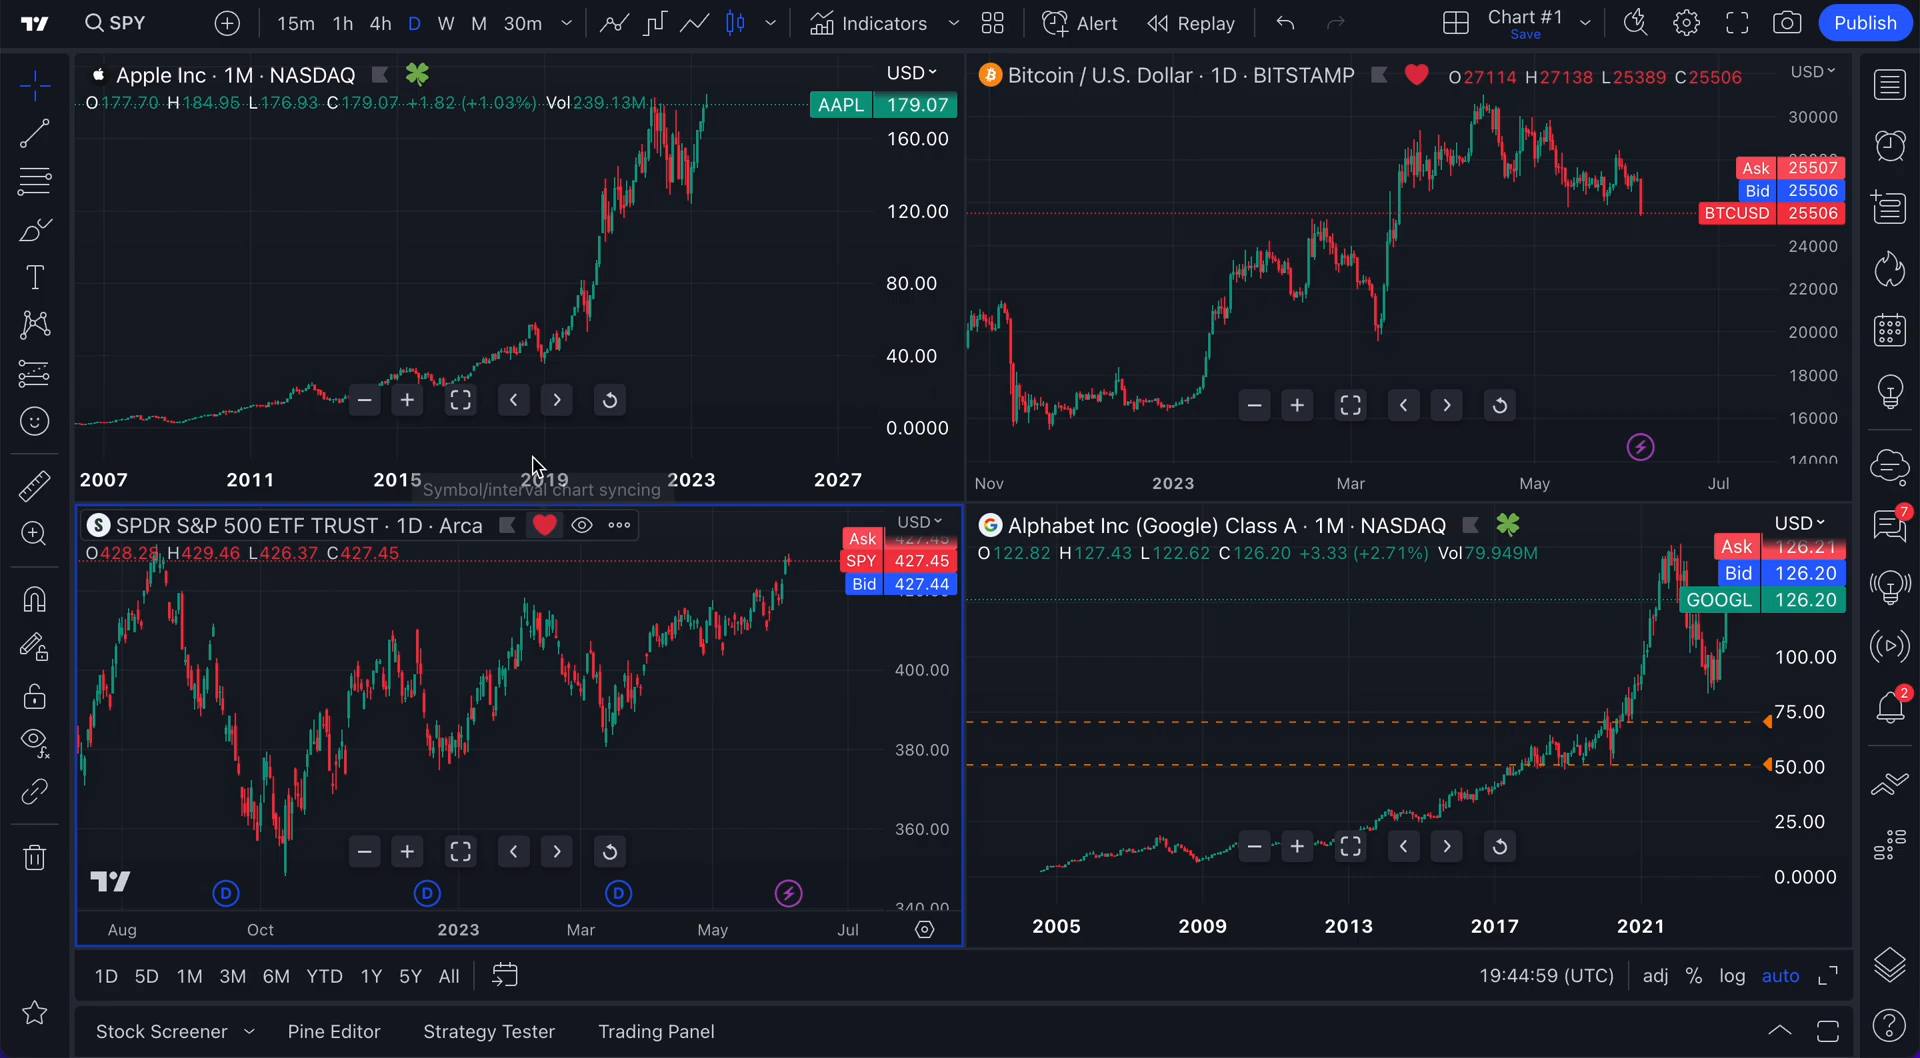 SPY
15m 1h 4h D W M 30m
Indicators
Alert
Replay
Chart #1
Save
Publish
Apple Inc · 1M · NASDAQ
USD
O177.70 H184.95 L176.93 C179.07 +1.82 (+1.03%) Vol239.13M
AAPL 179.07
160.00
120.00
80.00
40.00
0.0000
2007 2011 2015 2019 2023 2027
Symbol/interval chart syncing
Bitcoin / U.S. Dollar · 1D · BITSTAMP
O27114 H27138 L25389 C25506
USD
30000
Ask 25507
Bid 25506
BTCUSD 25506
24000
22000
20000
18000
16000
14000
Nov 2023 Mar May Jul
S SPDR S&P 500 ETF TRUST · 1D · Arca
USD
O428.28 H429.46 L426.37 C427.45
Ask 427.45
SPY 427.45
Bid 427.44
400.00
380.00
360.00
340.00
D D D
Aug Oct 2023 Mar May Jul
G Alphabet Inc (Google) Class A · 1M · NASDAQ
USD
O122.82 H127.43 L122.62 C126.20 +3.33 (+2.71%) Vol79.949M
Ask 126.21
Bid 126.20
GOOGL 126.20
100.00
75.00
50.00
25.00
0.0000
2005 2009 2013 2017 2021
7
2
1D 5D 1M 3M 6M YTD 1Y 5Y All
19:44:59 (UTC) adj % log auto
Stock Screener Pine Editor Strategy Tester Trading Panel